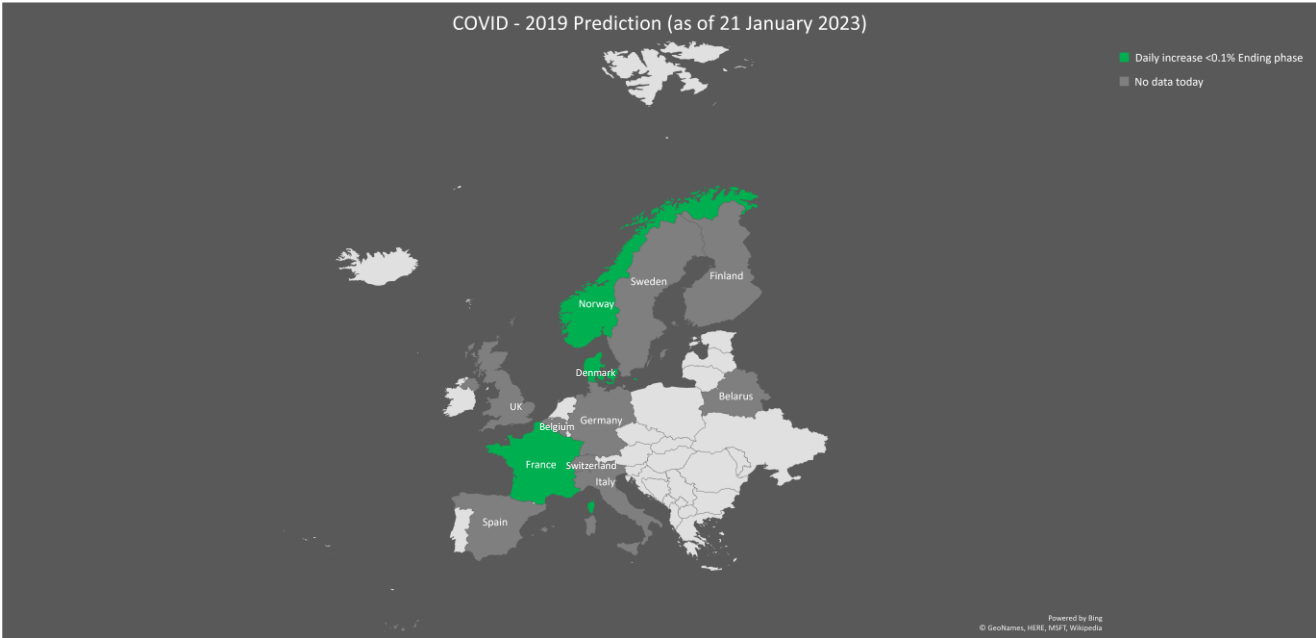 COVID - 2019 Prediction (as of 21 January 2023)
Daily increase <0.1% Ending phase
No data today
Finland
Sweden
Norway
Denmark
Belarus
UK
Germany
Belgium
France
Switzerland
Italy
Spain
Powered by Bing
© GeoNames, HERE, MSFT, Wikipedia